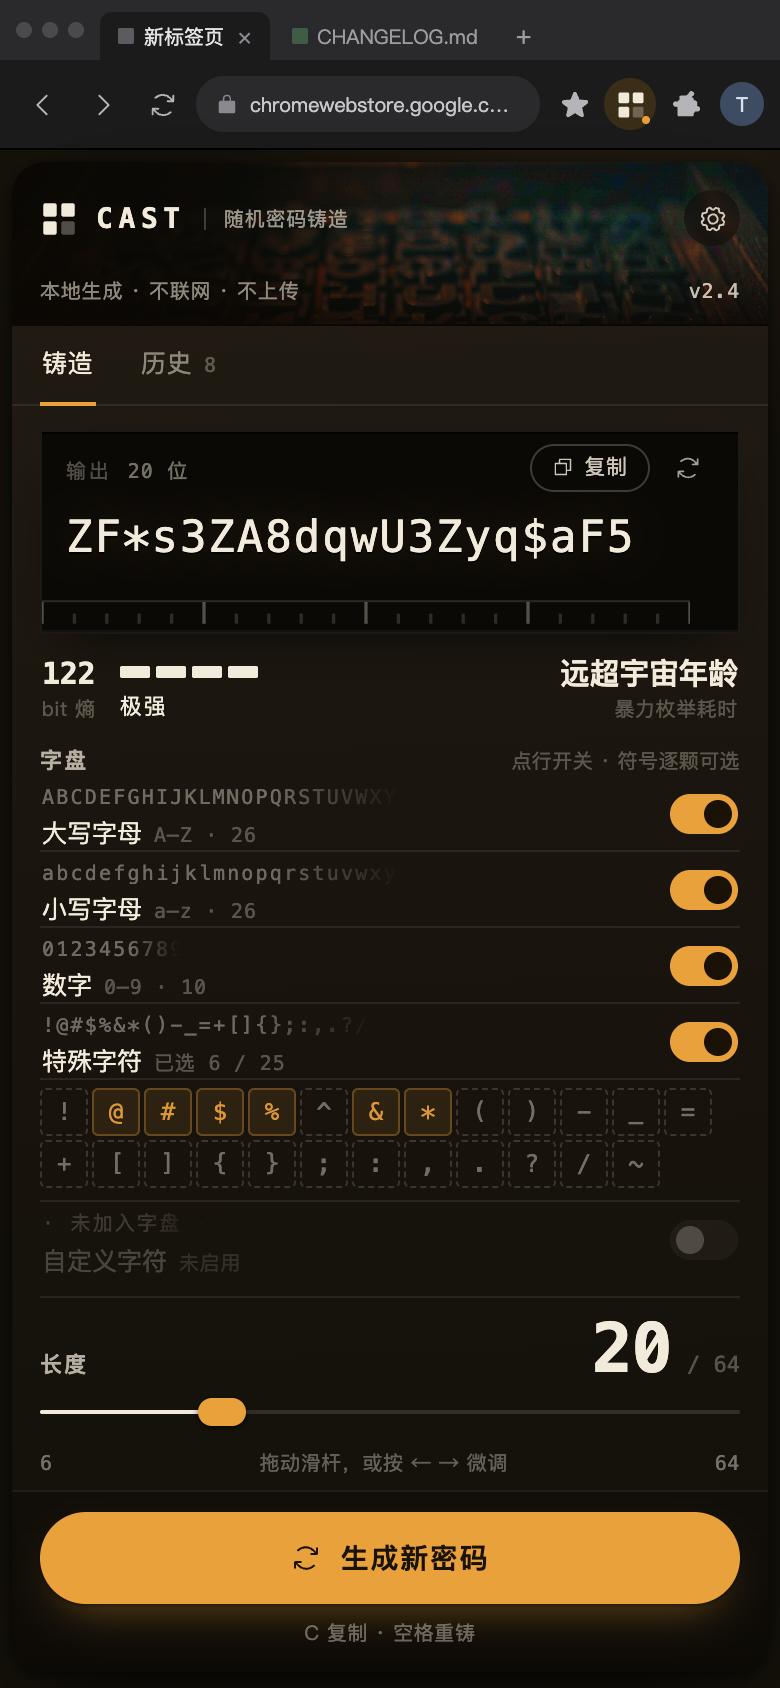 新标签页 × CHANGELOG.md +
chromewebstore.google.c... T
CAST 随机密码铸造
本地生成 · 不联网 · 不上传 v2.4
铸造 历史 8
输出 20 位 复制
ZF*s3ZA8dqwU3Zyq$aF5
122 远超宇宙年龄
bit 熵 极强 暴力枚举耗时
字盘 点行开关 · 符号逐颗可选
ABCDEFGHIJKLMNOPQRSTUVWXY
大写字母 A–Z · 26
abcdefghijklmnopqrstuvwxy
小写字母 a–z · 26
0123456789
数字 0–9 · 10
!@#$%&*()-_=+[]{};:,.?/
特殊字符 已选 6 / 25
! @ # $ % ^ & * ( ) - _ =
+ [ ] { } ; : , . ? / ~
· 未加入字盘
自定义字符 未启用
长度 20 / 64
6 拖动滑杆，或按 ← → 微调 64
生成新密码
C 复制 · 空格重铸